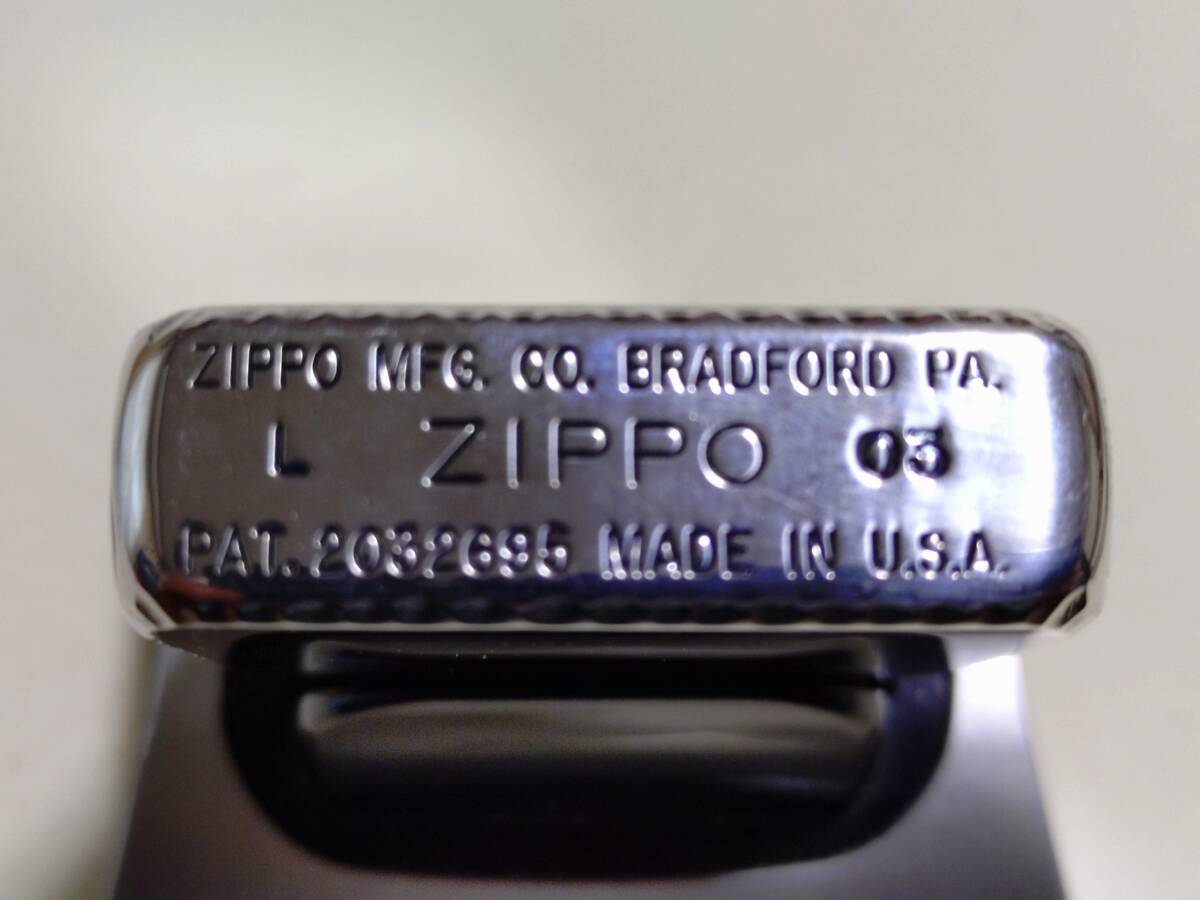 ZIPPO MFG. CO. BRADFORD PA.
L ZIPPO 03
PAT. 2032695 MADE IN U.S.A.